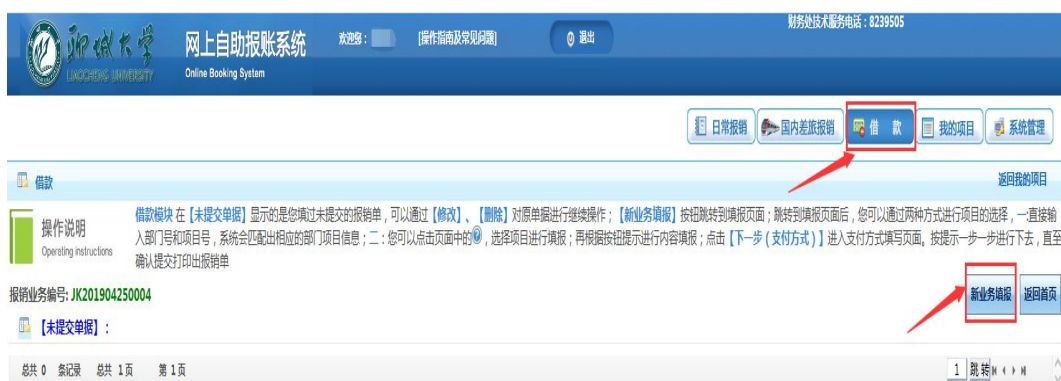 财务处技术服务电话：8239505
聊城大学
LIAOCHENG UNIVERSITY
网上自助报账系统
Online Booking System
欢迎您：
[操作指南及常见问题]
退出
日常报销
国内差旅报销
借 款
我的项目
系统管理
借款
返回我的项目
操作说明
Operating instructions
借款模块 在【未提交单据】显示的是您填过未提交的报销单，可以通过【修改】、【删除】对原单据进行继续操作；【新业务填报】按钮跳转到填报页面；跳转到填报页面后，您可以通过两种方式进行项目的选择，一:直接输
入部门号和项目号，系统会匹配出相应的部门项目信息；二：您可以点击页面中的?，选择项目进行填报；再根据按钮提示进行内容填报；点击【下一步(支付方式)】进入支付方式填写页面。按提示一步一步进行下去，直至
确认提交打印出报销单
报销业务编号: JK201904250004
新业务填报
返回首页
【未提交单据】:
总共 0 条记录 总共 1页 第 1页
1 跳转